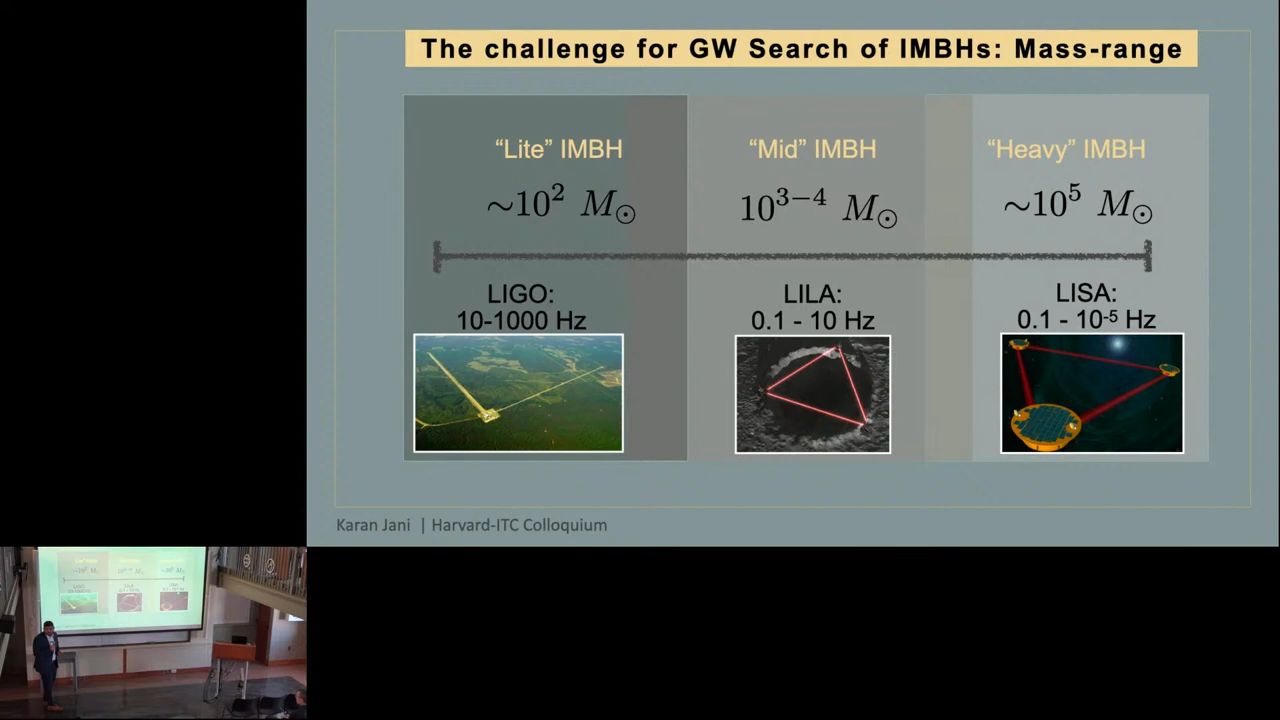 The challenge for GW Search of IMBHs: Mass-range
“Lite” IMBH
~10² M☉
LIGO:
10-1000 Hz
“Mid” IMBH
10³⁻⁴ M☉
LILA:
0.1 - 10 Hz
“Heavy” IMBH
~10⁵ M☉
LISA:
0.1 - 10⁻⁵ Hz
Karan Jani | Harvard-ITC Colloquium